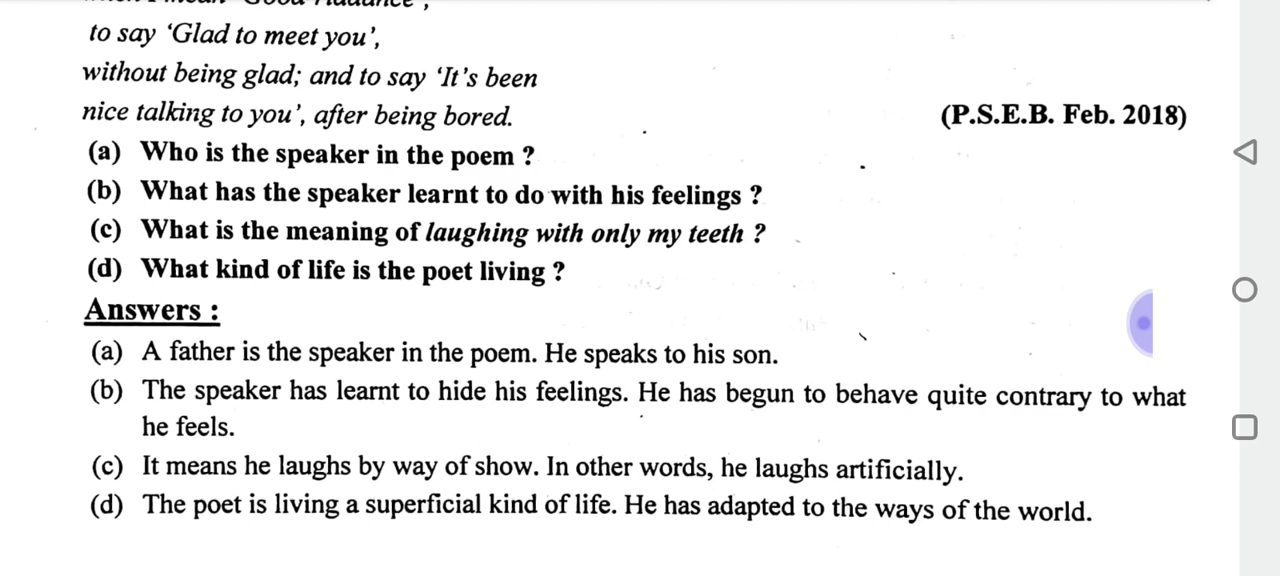 to say ‘Glad to meet you’,
without being glad; and to say ‘It’s been
nice talking to you’, after being bored.
(P.S.E.B. Feb. 2018)
(a) Who is the speaker in the poem ?
(b) What has the speaker learnt to do with his feelings ?
(c) What is the meaning of laughing with only my teeth ?
(d) What kind of life is the poet living ?
Answers :
(a) A father is the speaker in the poem. He speaks to his son.
(b) The speaker has learnt to hide his feelings. He has begun to behave quite contrary to what
he feels.
(c) It means he laughs by way of show. In other words, he laughs artificially.
(d) The poet is living a superficial kind of life. He has adapted to the ways of the world.